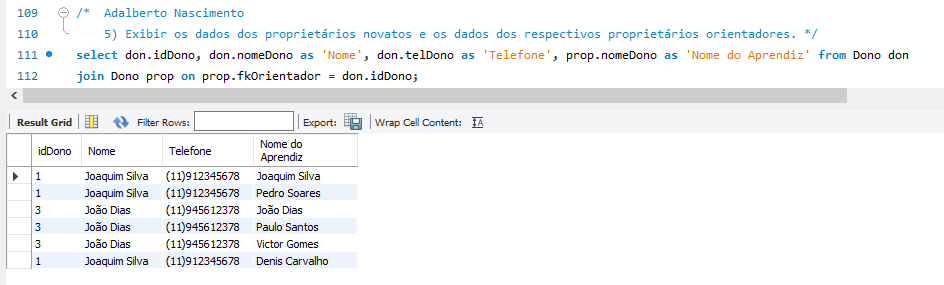 109 /* Adalberto Nascimento
110 5) Exibir os dados dos proprietários novatos e os dados dos respectivos proprietários orientadores. */
111 select don.idDono, don.nomeDono as 'Nome', don.telDono as 'Telefone', prop.nomeDono as 'Nome do Aprendiz' from Dono don
112 join Dono prop on prop.fkOrientador = don.idDono;
Result Grid Filter Rows: Export: Wrap Cell Content: IA
idDono Nome Telefone Nome do
Aprendiz
1 Joaquim Silva (11)912345678 Joaquim Silva
1 Joaquim Silva (11)912345678 Pedro Soares
3 João Dias (11)945612378 João Dias
3 João Dias (11)945612378 Paulo Santos
3 João Dias (11)945612378 Victor Gomes
1 Joaquim Silva (11)912345678 Denis Carvalho